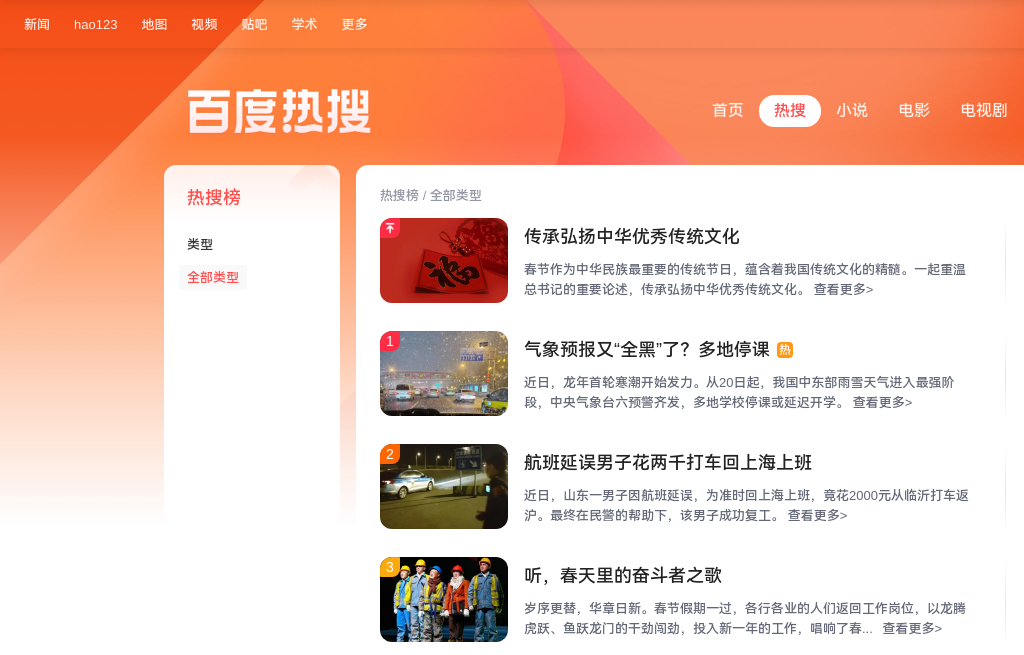 新闻 hao123 地图 视频 贴吧 学术 更多
百度热搜
首页 热搜 小说 电影 电视剧
热搜榜
类型
全部类型
热搜榜 / 全部类型
福
传承弘扬中华优秀传统文化
春节作为中华民族最重要的传统节日，蕴含着我国传统文化的精髓。一起重温
总书记的重要论述，传承弘扬中华优秀传统文化。 查看更多>
1
气象预报又“全黑”了？多地停课 热
近日，龙年首轮寒潮开始发力。从20日起，我国中东部雨雪天气进入最强阶
段，中央气象台六预警齐发，多地学校停课或延迟开学。 查看更多>
2
航班延误男子花两千打车回上海上班
近日，山东一男子因航班延误，为准时回上海上班，竟花2000元从临沂打车返
沪。最终在民警的帮助下，该男子成功复工。 查看更多>
3
听，春天里的奋斗者之歌
岁序更替，华章日新。春节假期一过，各行各业的人们返回工作岗位，以龙腾
虎跃、鱼跃龙门的干劲闯劲，投入新一年的工作，唱响了春... 查看更多>